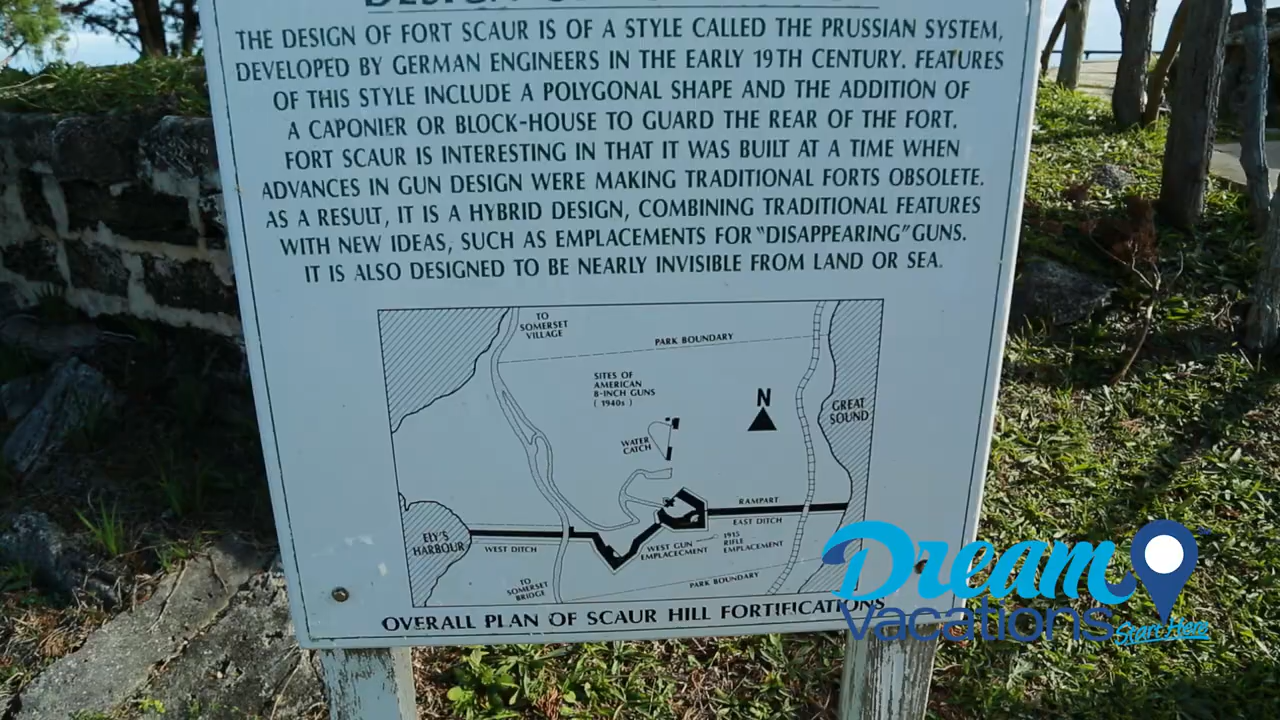 THE DESIGN OF FORT SCAUR IS OF A STYLE CALLED THE PRUSSIAN SYSTEM,
DEVELOPED BY GERMAN ENGINEERS IN THE EARLY 19TH CENTURY. FEATURES
OF THIS STYLE INCLUDE A POLYGONAL SHAPE AND THE ADDITION OF
A CAPONIER OR BLOCK-HOUSE TO GUARD THE REAR OF THE FORT.
FORT SCAUR IS INTERESTING IN THAT IT WAS BUILT AT A TIME WHEN
ADVANCES IN GUN DESIGN WERE MAKING TRADITIONAL FORTS OBSOLETE.
AS A RESULT, IT IS A HYBRID DESIGN, COMBINING TRADITIONAL FEATURES
WITH NEW IDEAS, SUCH AS EMPLACEMENTS FOR "DISAPPEARING" GUNS.
IT IS ALSO DESIGNED TO BE NEARLY INVISIBLE FROM LAND OR SEA.
TO
SOMERSET
VILLAGE
PARK BOUNDARY
SITES OF
AMERICAN
8-INCH GUNS
( 1940s )
N
GREAT
SOUND
WATER
CATCH
RAMPART
EAST DITCH
ELY'S
HARBOUR
WEST DITCH
WEST GUN
EMPLACEMENT
1915
RIFLE
EMPLACEMENT
TO
SOMERSET
BRIDGE
PARK BOUNDARY
OVERALL PLAN OF SCAUR HILL FORTIFICATIONS
Dream
Vacations
Start Here